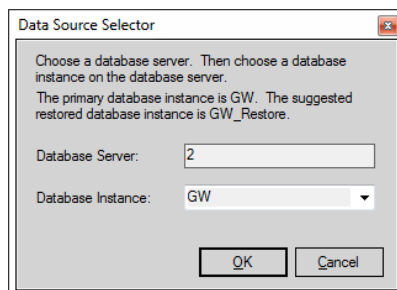 Data Source Selector
Choose a database server. Then choose a database
instance on the database server.
The primary database instance is GW. The suggested
restored database instance is GW_Restore.
Database Server: 2
Database Instance: GW
OK Cancel